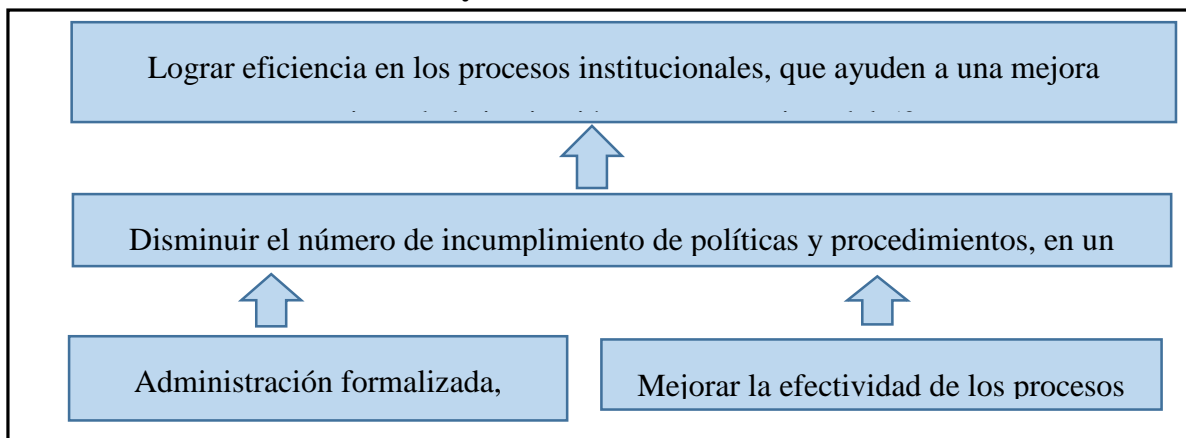 Lograr eficiencia en los procesos institucionales, que ayuden a una mejora
Disminuir el número de incumplimiento de políticas y procedimientos, en un
Administración formalizada,
Mejorar la efectividad de los procesos